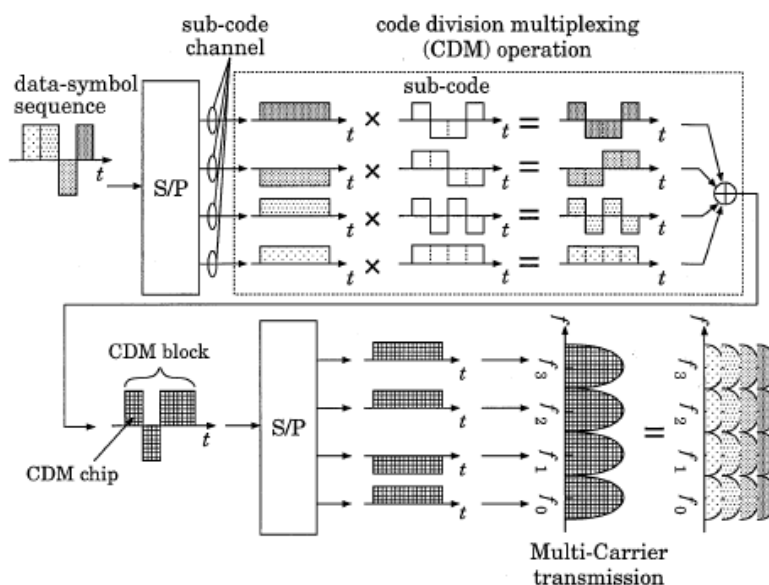 sub-code
channel
code division multiplexing
(CDM) operation
data-symbol
sequence
sub-code
S/P
t
t × t = t
t × t = t
t × t = t
t × t = t
CDM block
CDM chip
t
S/P
t
t
t
t
f
f3
f2
f1
f0
=
f
f3
f2
f1
f0
Multi-Carrier
transmission